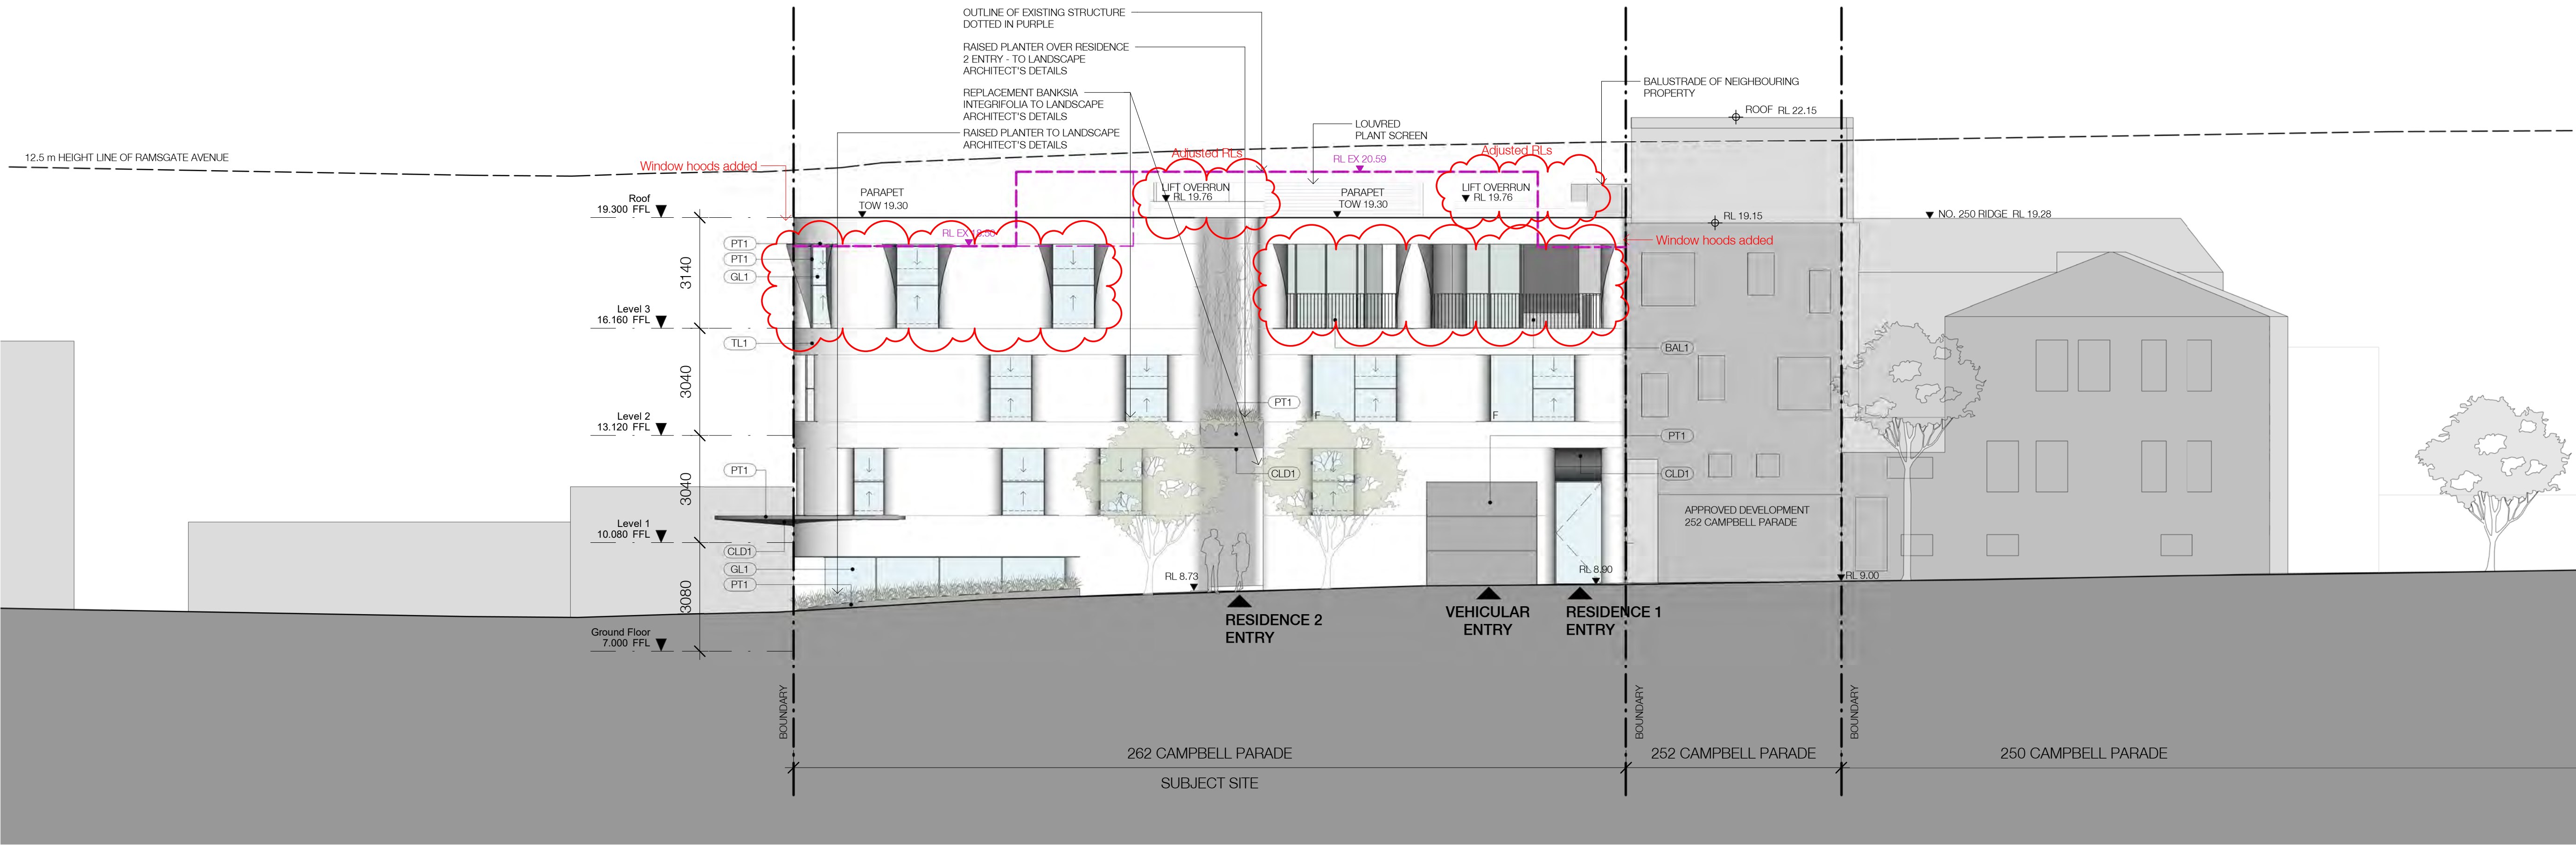 OUTLINE OF EXISTING STRUCTURE
DOTTED IN PURPLE
RAISED PLANTER OVER RESIDENCE
2 ENTRY - TO LANDSCAPE
ARCHITECT'S DETAILS
REPLACEMENT BANKSIA
INTEGRIFOLIA TO LANDSCAPE
ARCHITECT'S DETAILS
RAISED PLANTER TO LANDSCAPE
ARCHITECT'S DETAILS
LOUVRED
PLANT SCREEN
BALUSTRADE OF NEIGHBOURING
PROPERTY
ROOF RL 22.15
12.5 m HEIGHT LINE OF RAMSGATE AVENUE
Window hoods added
Adjusted RLs
RL EX 20.59
Adjusted RLs
LIFT OVERRUN
RL 19.76
LIFT OVERRUN
RL 19.76
PARAPET
TOW 19.30
PARAPET
TOW 19.30
Roof
19.300 FFL
RL 19.15
NO. 250 RIDGE RL 19.28
RL EX
Window hoods added
PT1
PT1
GL1
3140
Level 3
16.160 FFL
TL1
BAL1
3040
PT1
F
F
Level 2
13.120 FFL
PT1
PT1
CLD1
CLD1
3040
APPROVED DEVELOPMENT
252 CAMPBELL PARADE
Level 1
10.080 FFL
CLD1
GL1
PT1
RL 8.73
RL 8.90
RL 9.00
3080
RESIDENCE 2
ENTRY
VEHICULAR
ENTRY
RESIDENCE 1
ENTRY
Ground Floor
7.000 FFL
BOUNDARY
BOUNDARY
BOUNDARY
262 CAMPBELL PARADE
252 CAMPBELL PARADE
250 CAMPBELL PARADE
SUBJECT SITE